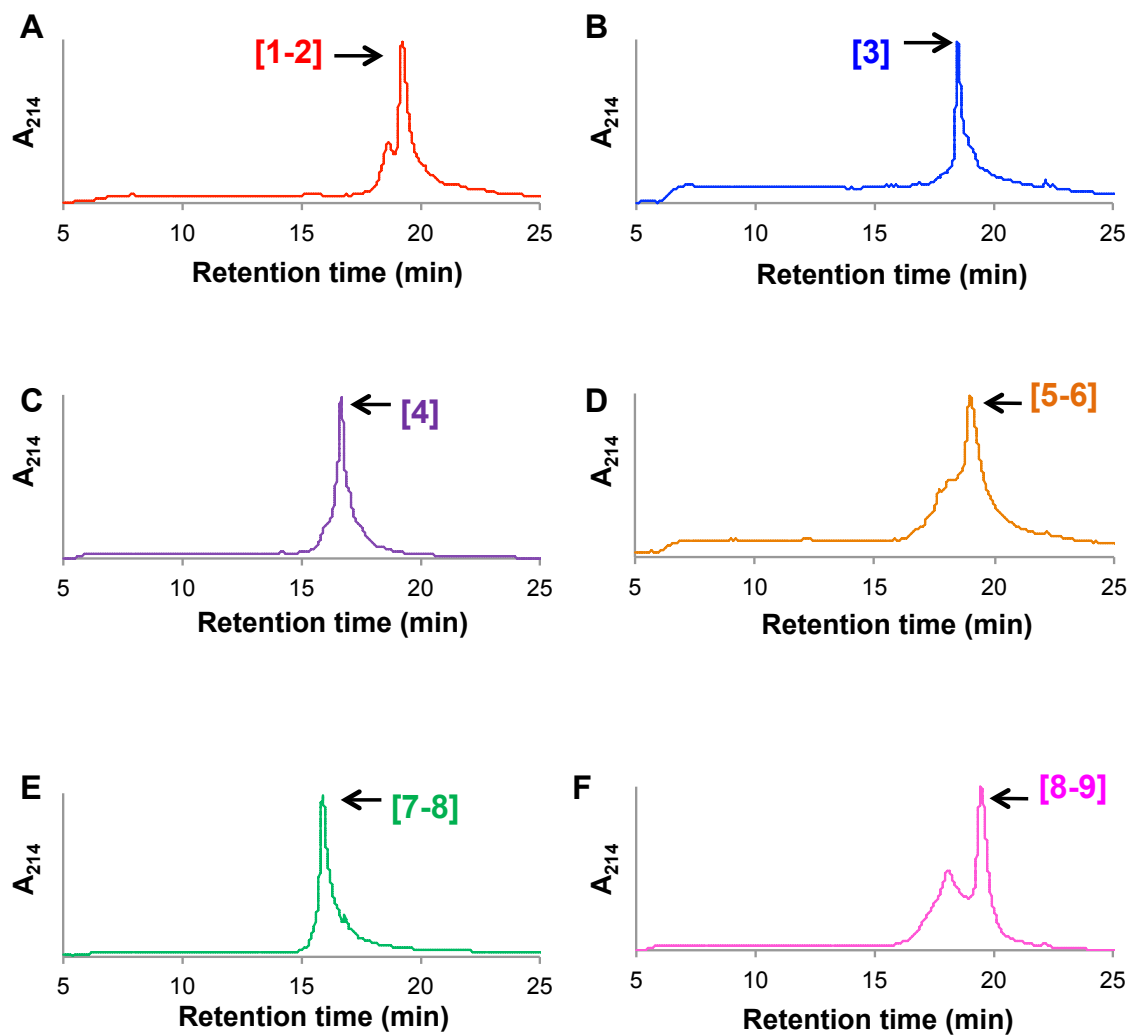 A
[1-2]
A214
5 10 15 20 25
Retention time (min)
B
[3]
A214
5 10 15 20 25
Retention time (min)
C
[4]
A214
5 10 15 20 25
Retention time (min)
D
[5-6]
A214
5 10 15 20 25
Retention time (min)
E
[7-8]
A214
5 10 15 20 25
Retention time (min)
F
[8-9]
A214
5 10 15 20 25
Retention time (min)